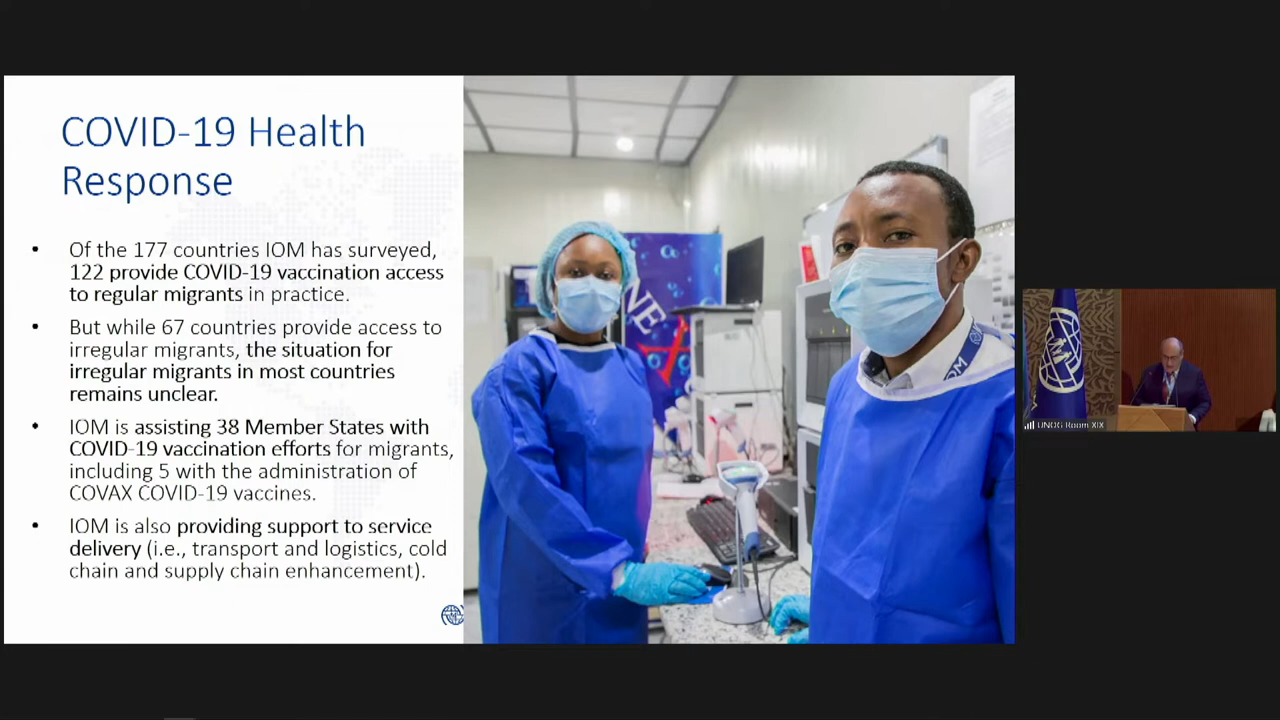 COVID-19 Health
Response
• Of the 177 countries IOM has surveyed,
122 provide COVID-19 vaccination access
to regular migrants in practice.
• But while 67 countries provide access to
irregular migrants, the situation for
irregular migrants in most countries
remains unclear.
• IOM is assisting 38 Member States with
COVID-19 vaccination efforts for migrants,
including 5 with the administration of
COVAX COVID-19 vaccines.
• IOM is also providing support to service
delivery (i.e., transport and logistics, cold
chain and supply chain enhancement).
NE
X
OM
UNOG Room XIX